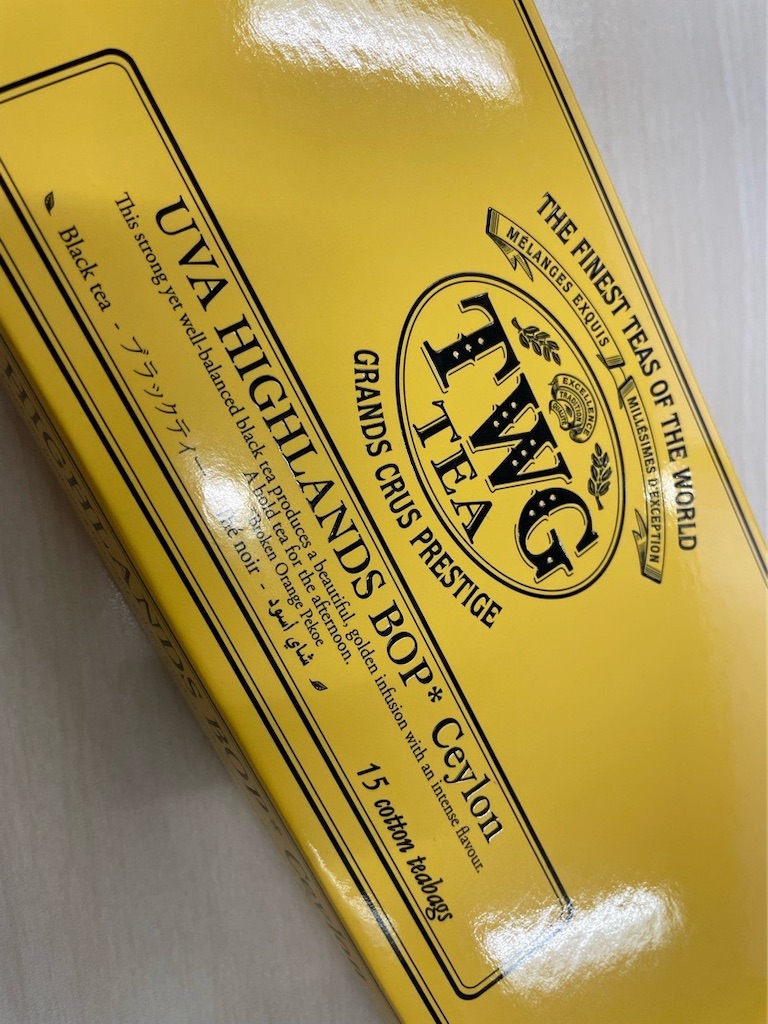 THE FINEST TEAS OF THE WORLD
MÉLANGES EXQUIS MILLÉSIMES D'EXCEPTION
EXCELLENCE
TRADITION
TWG
TEA
GRANDS CRUS PRESTIGE
UVA HIGHLANDS BOP* Ceylon
This strong yet well-balanced black tea produces a beautiful, golden infusion with an intense flavour.
A bold tea for the afternoon.
Broken Orange Pekoe
Black tea - ブラックティー Thé noir - شاي أسود
15 cotton teabags
HIGHLANDS BOP* Ceylon